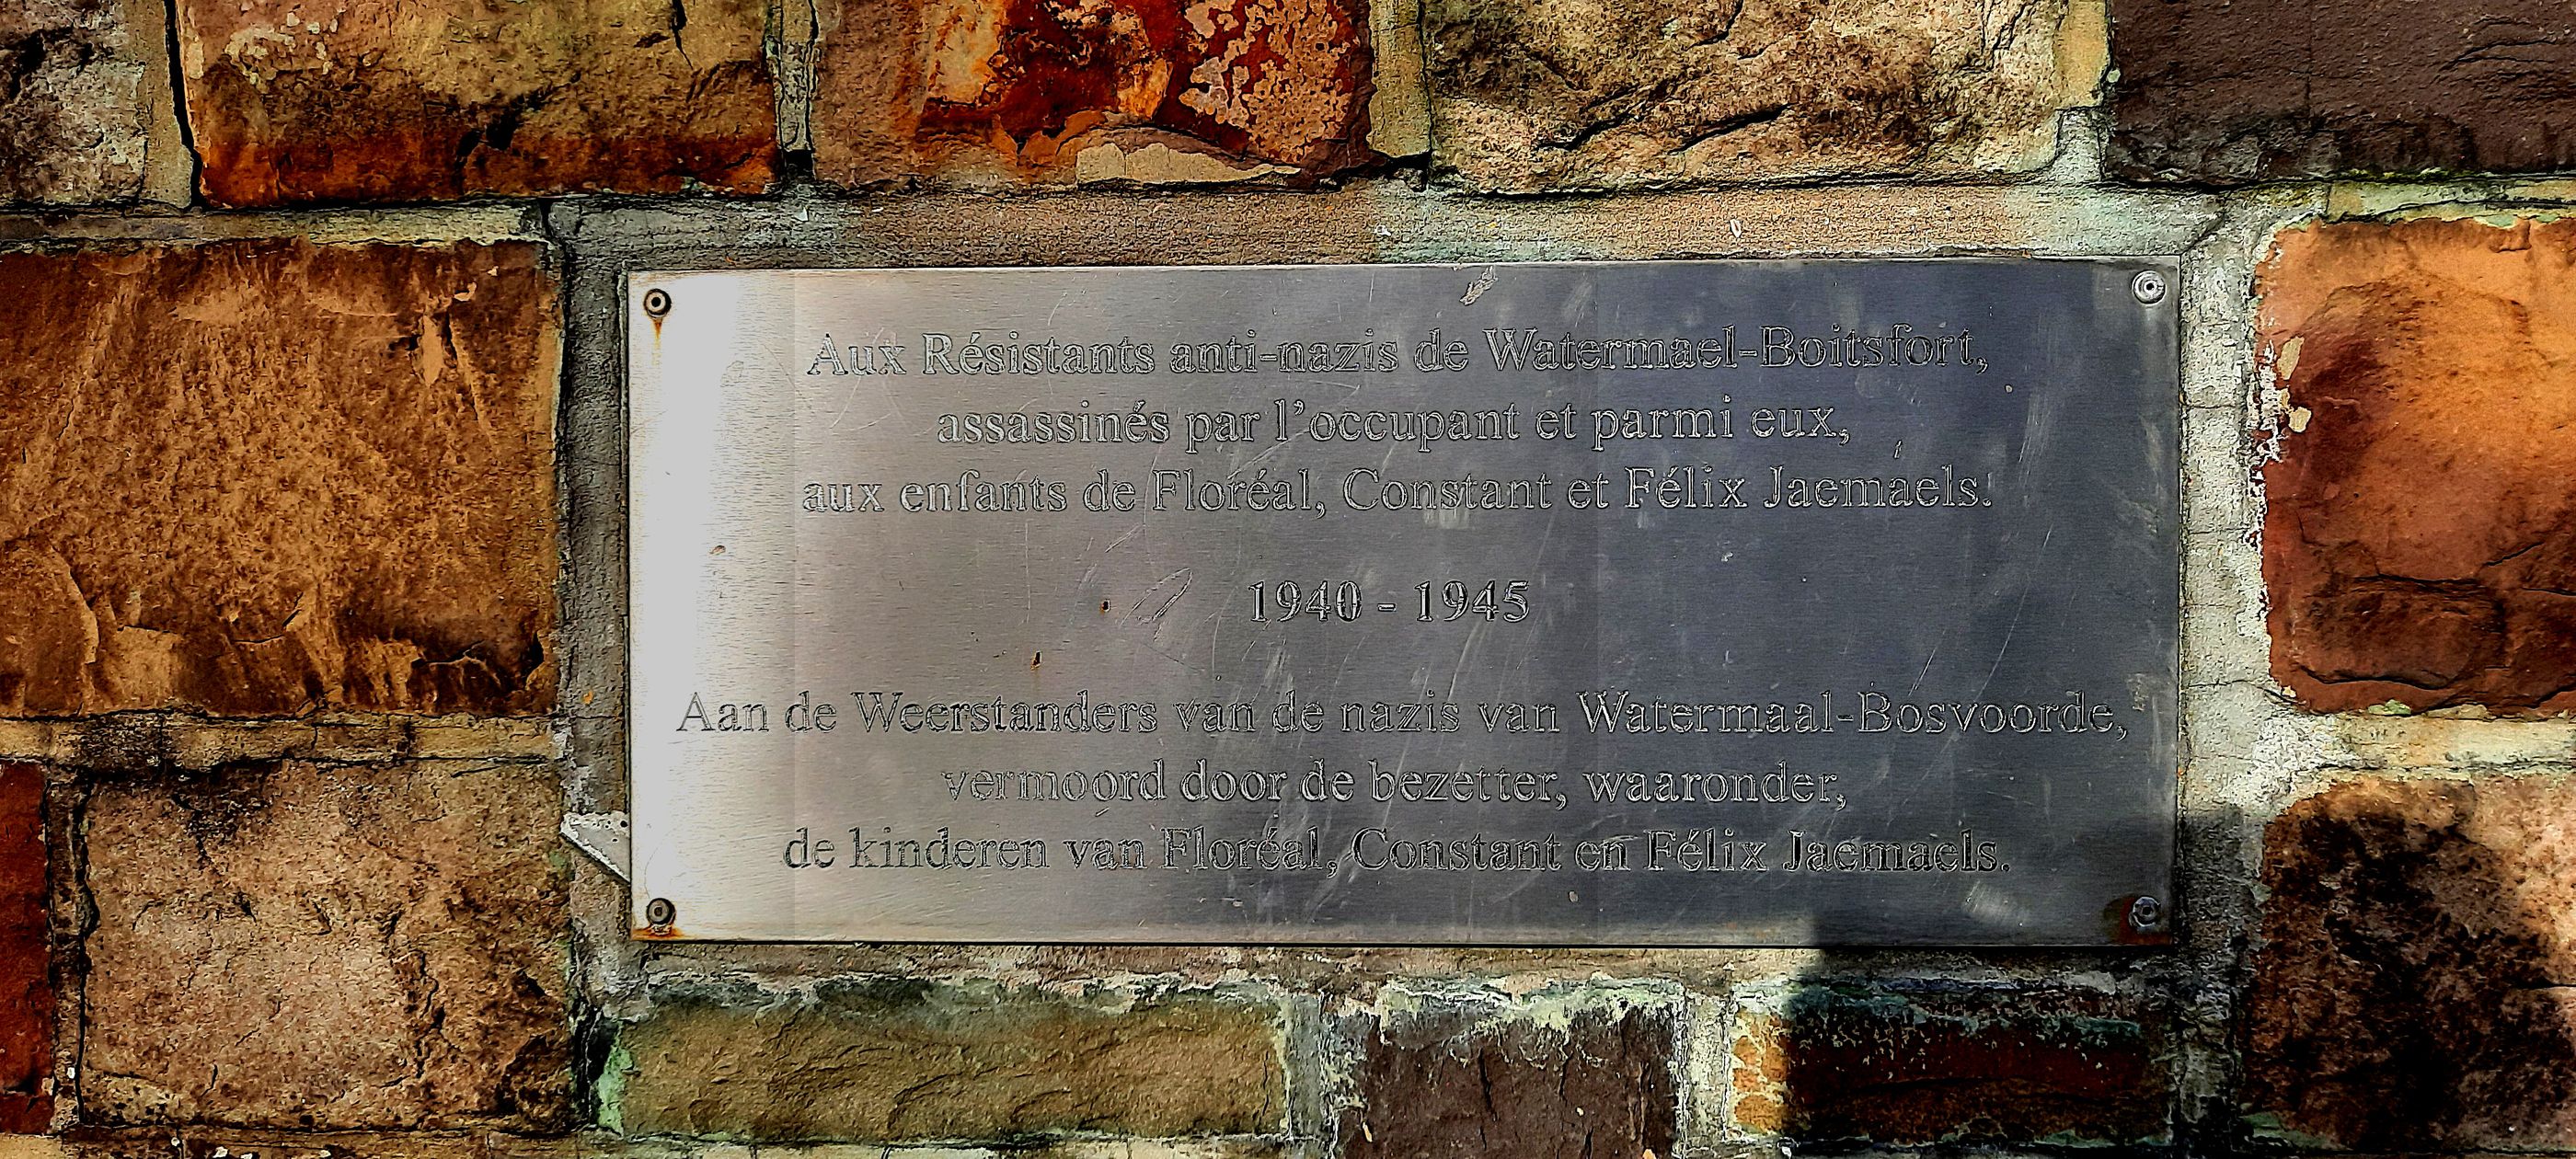 Aux Résistants anti-nazis de Watermael-Boitsfort,
assassinés par l'occupant et parmi eux,
aux enfants de Floréal, Constant et Félix Jaemaels.
1940 - 1945
Aan de Weerstanders van de nazis van Watermaal-Bosvoorde,
vermoord door de bezetter, waaronder,
de kinderen van Floréal, Constant en Félix Jaemaels.